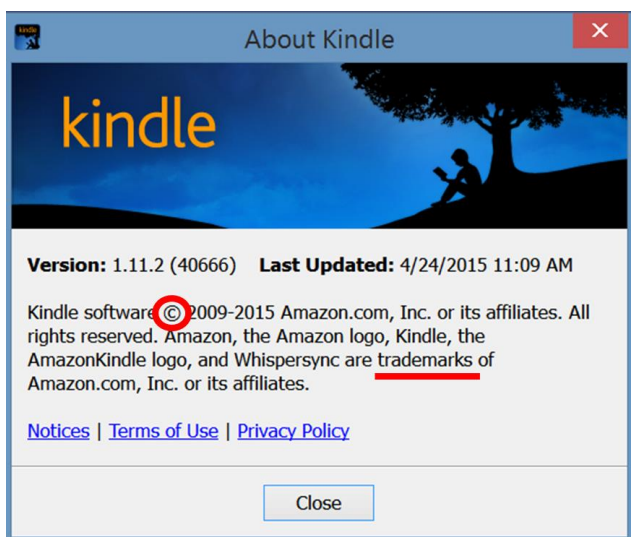 kindle
About Kindle
kindle
Version: 1.11.2 (40666) Last Updated: 4/24/2015 11:09 AM
Kindle software © 2009-2015 Amazon.com, Inc. or its affiliates. All
rights reserved. Amazon, the Amazon logo, Kindle, the
AmazonKindle logo, and Whispersync are trademarks of
Amazon.com, Inc. or its affiliates.
Notices | Terms of Use | Privacy Policy
Close